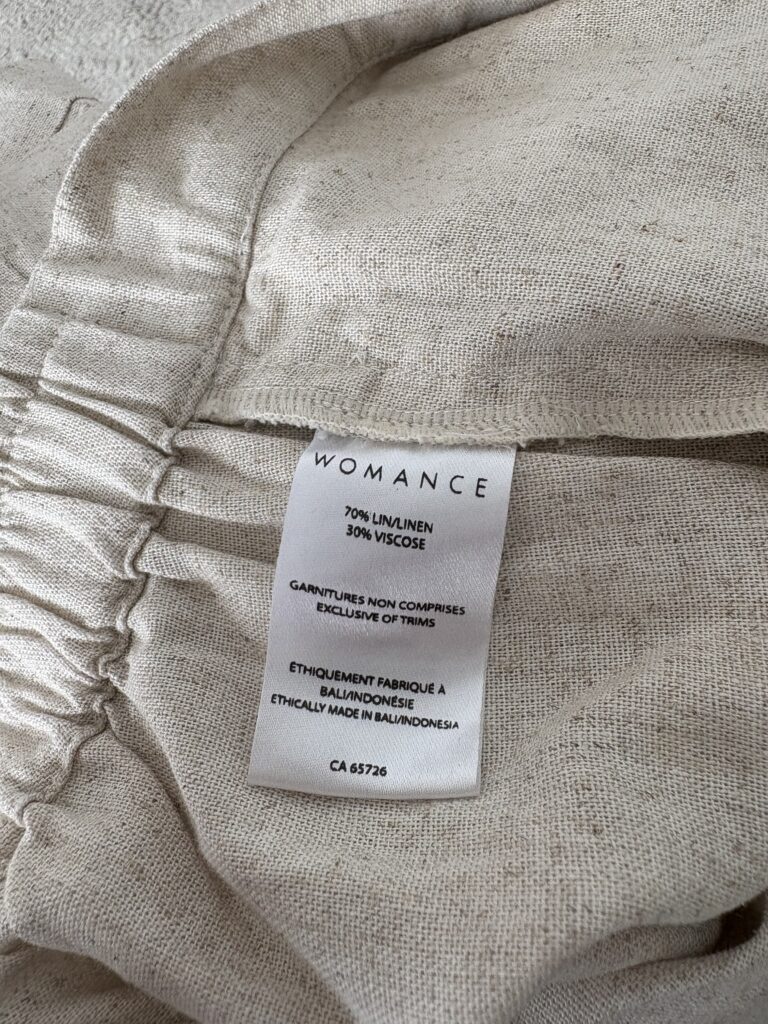 WOMANCE
70% LIN/LINEN
30% VISCOSE
GARNITURES NON COMPRISES
EXCLUSIVE OF TRIMS
ÉTHIQUEMENT FABRIQUÉ À
BALI/INDONÉSIE
ETHICALLY MADE IN BALI/INDONESIA
CA 65726